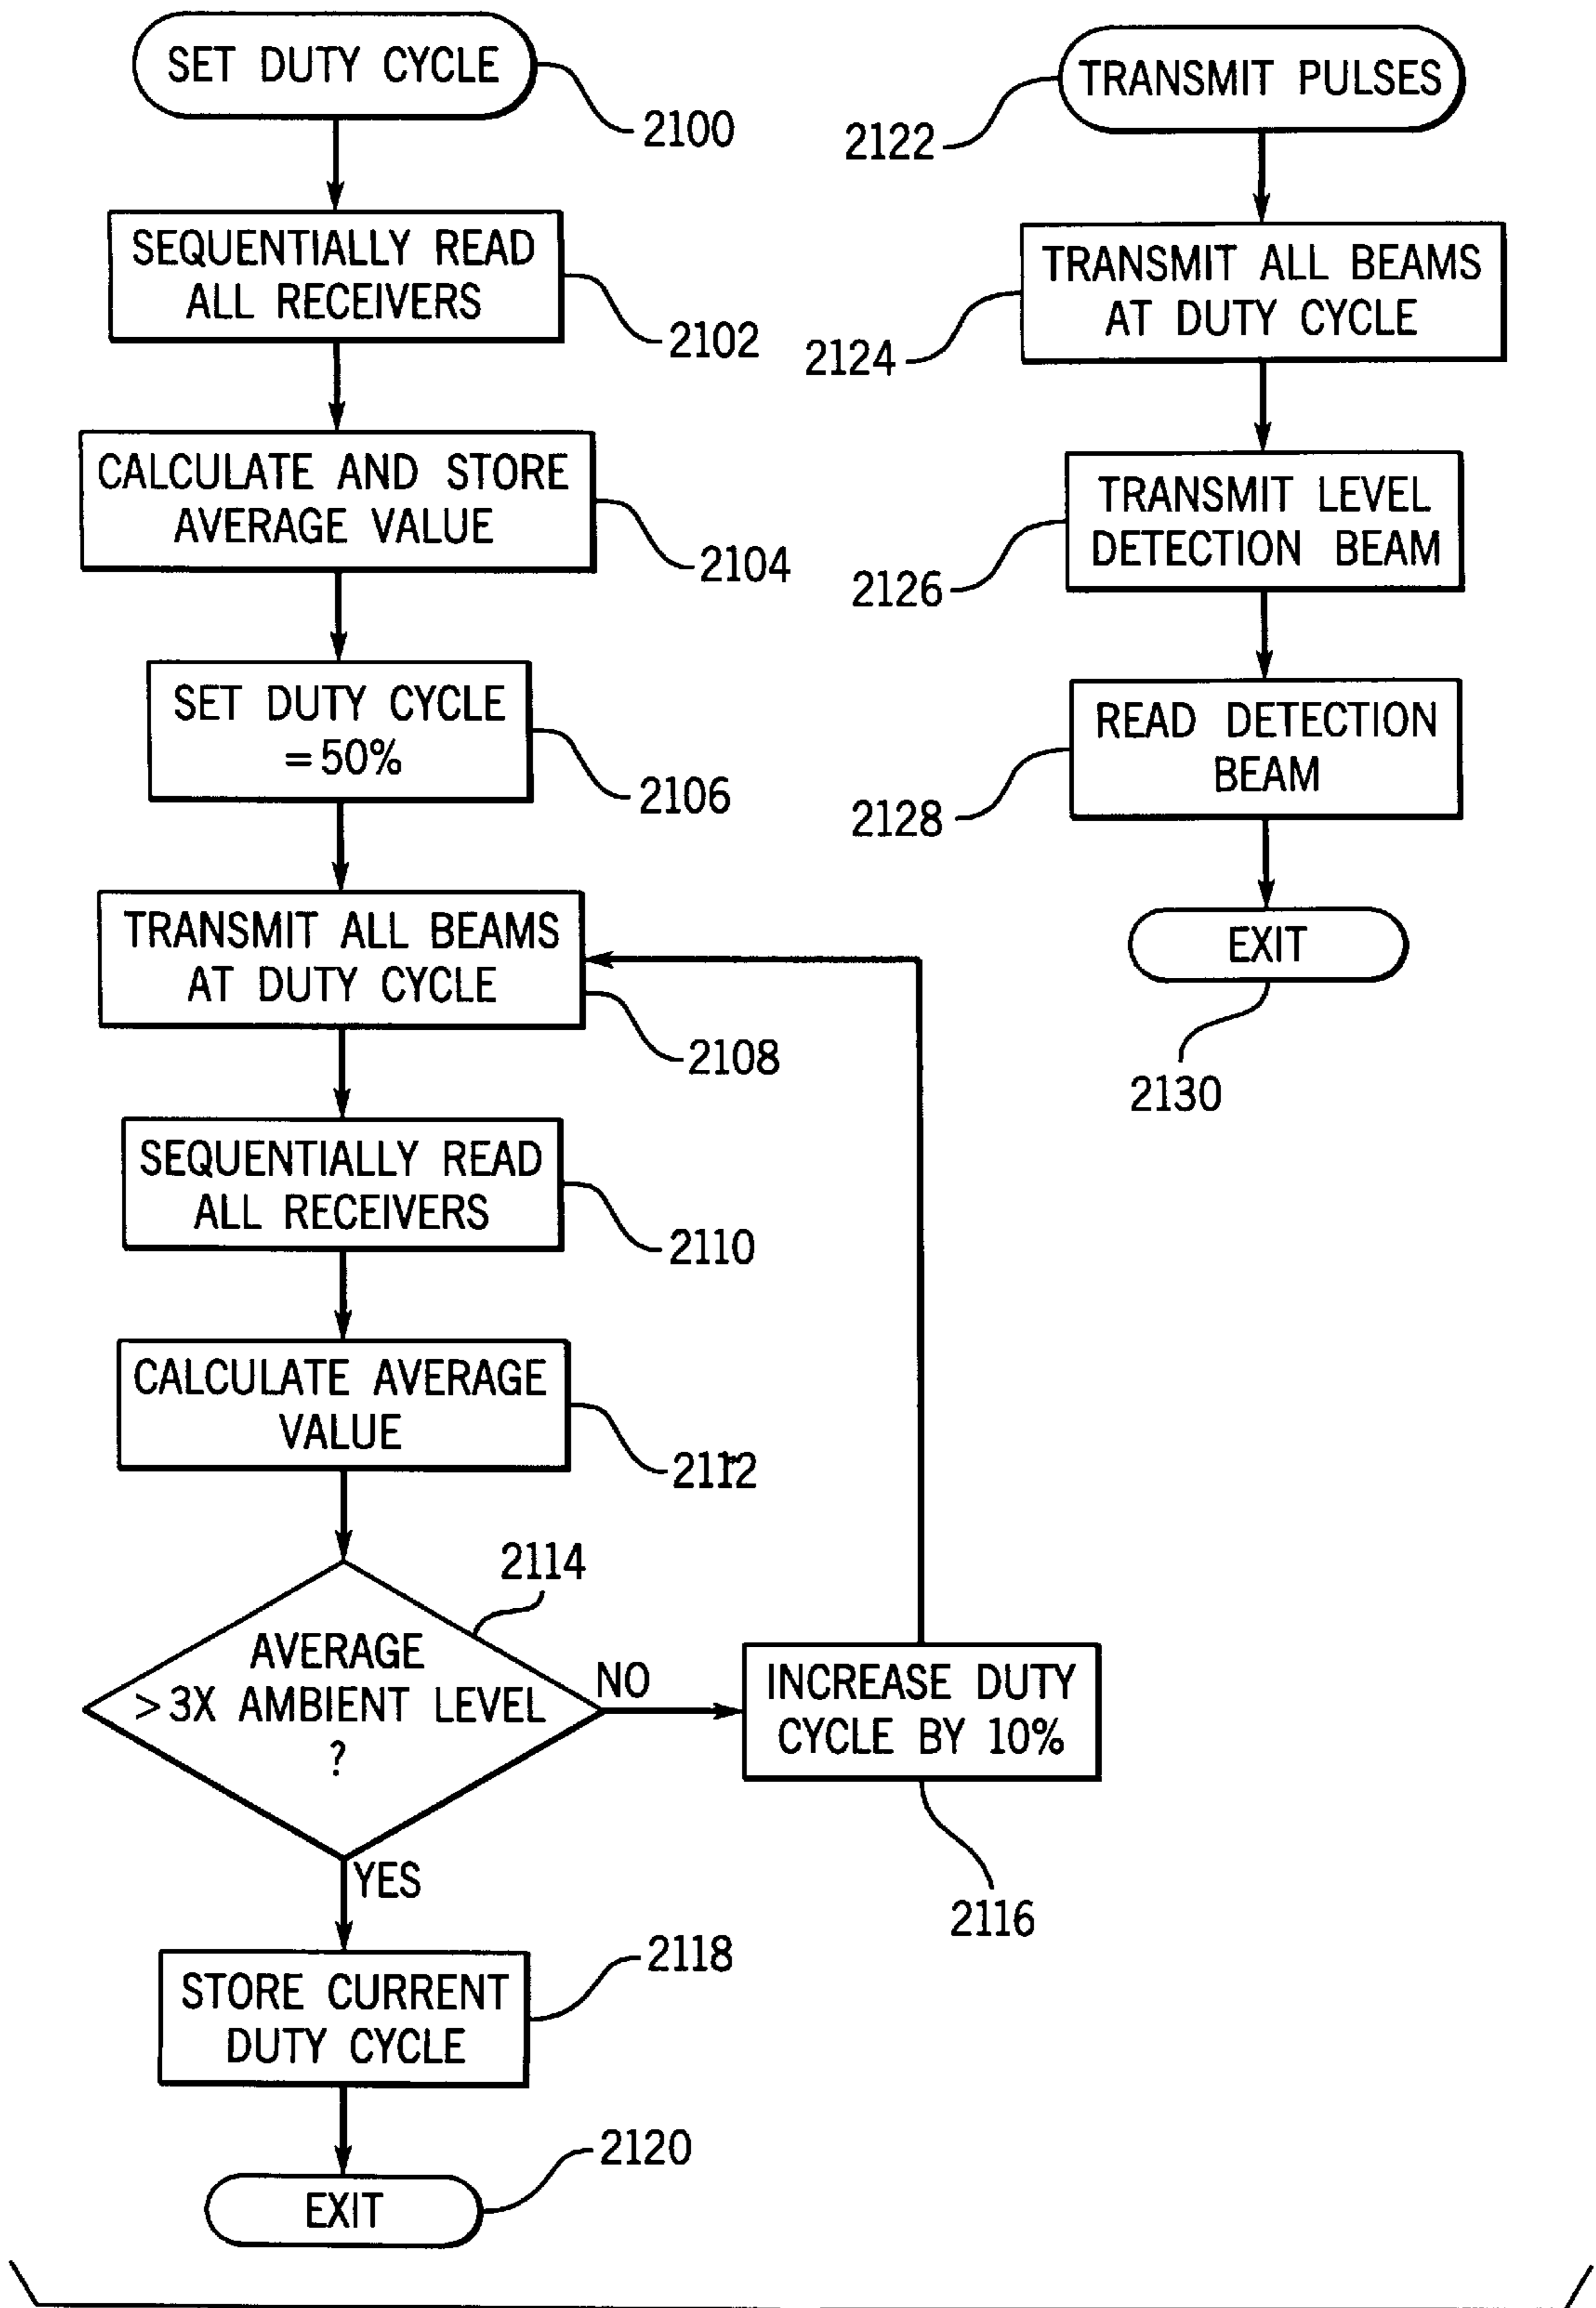 SET DUTY CYCLE
2100
SEQUENTIALLY READ
ALL RECEIVERS
2102
CALCULATE AND STORE
AVERAGE VALUE
2104
SET DUTY CYCLE
=50%
2106
TRANSMIT ALL BEAMS
AT DUTY CYCLE
2108
SEQUENTIALLY READ
ALL RECEIVERS
2110
CALCULATE AVERAGE
VALUE
2112
2114
AVERAGE
>3X AMBIENT LEVEL
?
NO
INCREASE DUTY
CYCLE BY 10%
2116
YES
2118
STORE CURRENT
DUTY CYCLE
2120
EXIT
TRANSMIT PULSES
2122
TRANSMIT ALL BEAMS
AT DUTY CYCLE
2124
TRANSMIT LEVEL
DETECTION BEAM
2126
READ DETECTION
BEAM
2128
EXIT
2130